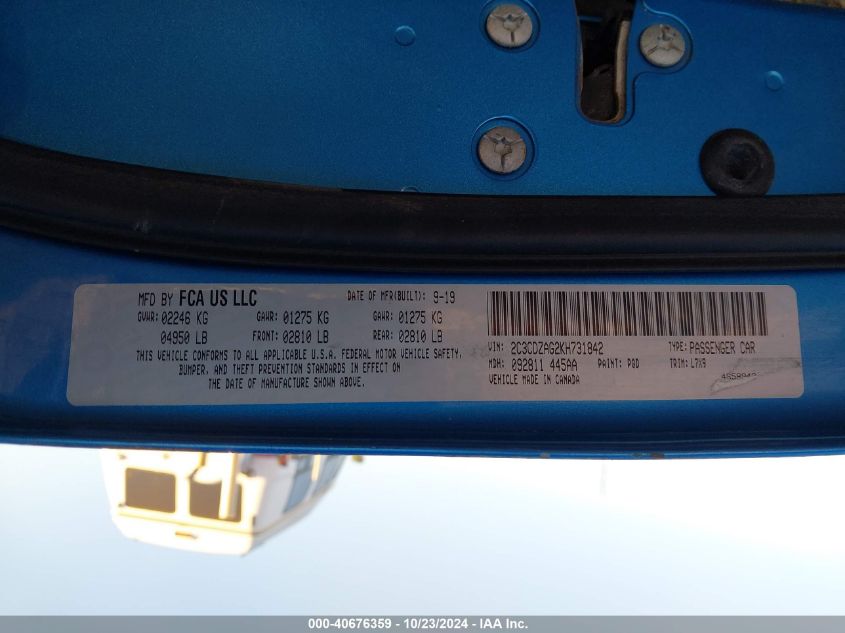 MFD BY FCA US LLC DATE OF MFR(BUILT): 9-19
GVWR: 02246 KG GAWR: 01275 KG GAWR: 01275 KG
04950 LB FRONT: 02810 LB REAR: 02810 LB
THIS VEHICLE CONFORMS TO ALL APPLICABLE U.S.A. FEDERAL MOTOR VEHICLE SAFETY,
BUMPER, AND THEFT PREVENTION STANDARDS IN EFFECT ON
THE DATE OF MANUFACTURE SHOWN ABOVE.
VIN: 2C3CDZAG2KH731842 TYPE: PASSENGER CAR
MDH: 092811 445AA PAINT: PQD TRIM: L7X9
VEHICLE MADE IN CANADA
000-40676359 - 10/23/2024 - IAA Inc.